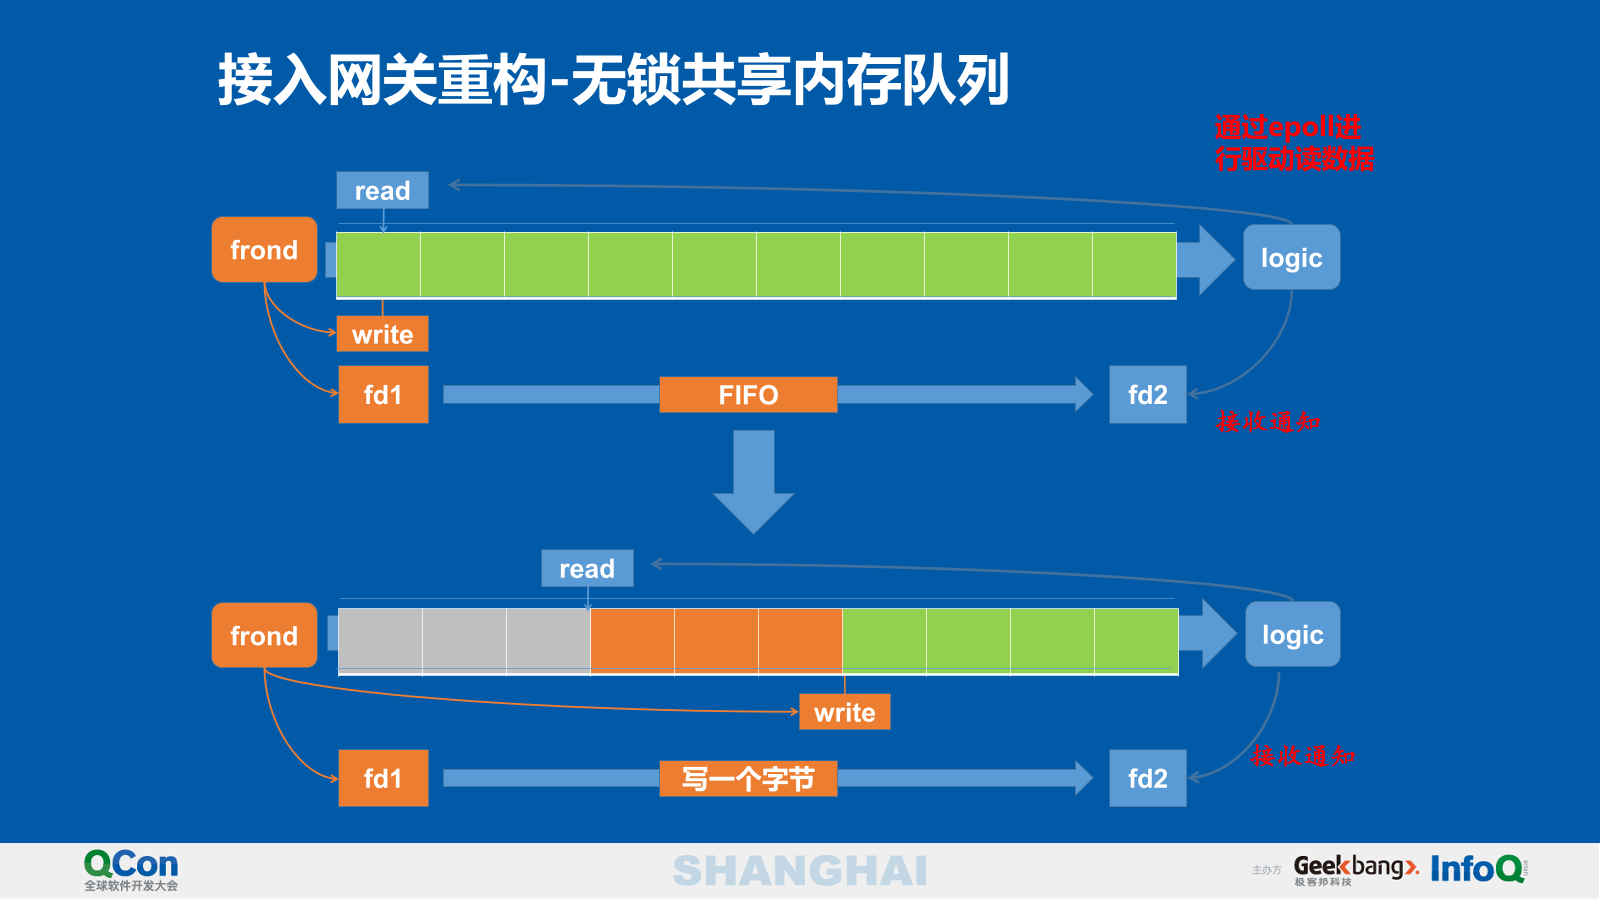 接入网关重构-无锁共享内存队列
通过epoll进
行驱动读数据
read
frond
logic
write
fd1
FIFO
fd2
接收通知
read
frond
logic
write
fd1
写一个字节
fd2
接收通知
QCon
全球软件开发大会
SHANGHAI
主办方
Geekbang>.
极客邦科技
InfoQ